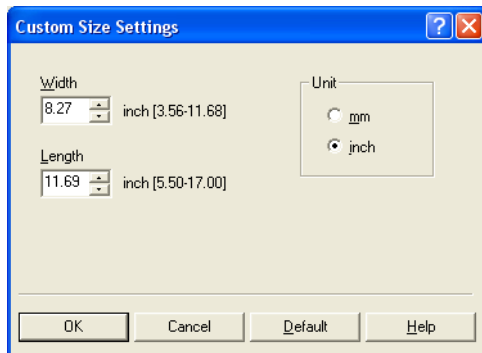 Custom Size Settings
Width
8.27 inch [3.56-11.68]
Length
11.69 inch [5.50-17.00]
Unit
mm
inch
OK Cancel Default Help